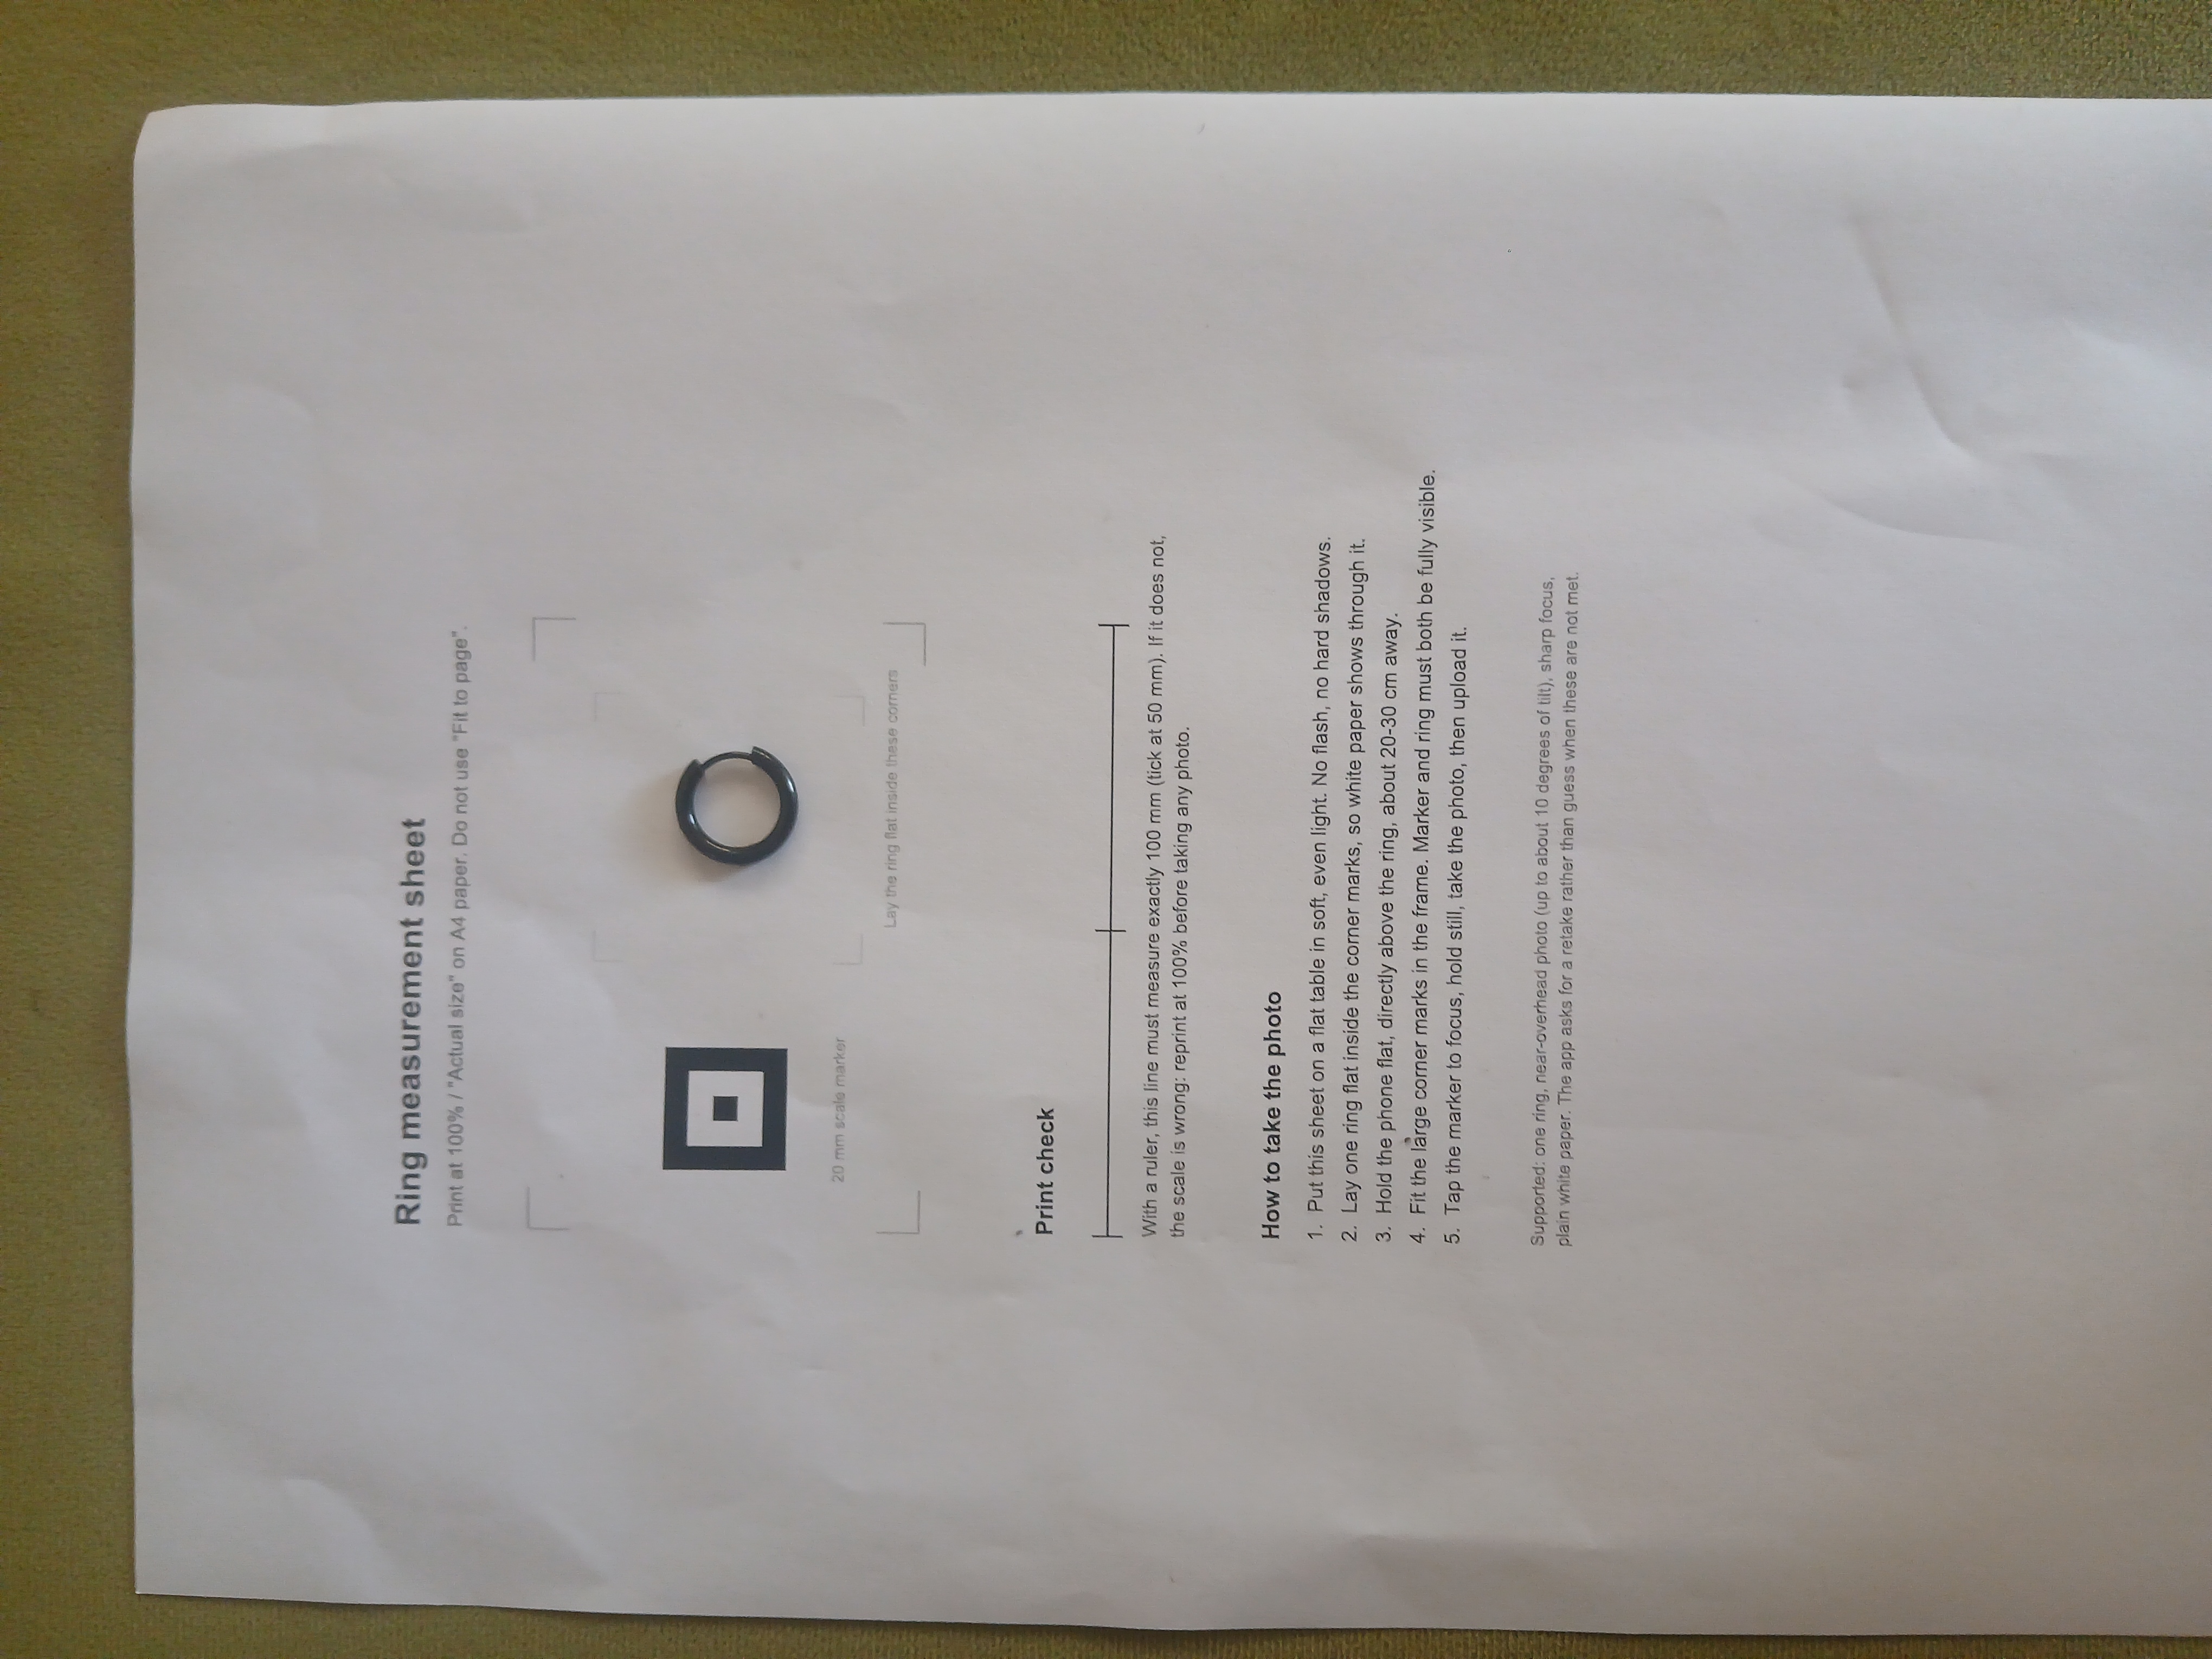 Ring measurement sheet
Print at 100% / "Actual size" on A4 paper. Do not use "Fit to page".
20 mm scale marker
Lay the ring flat inside these corners
Print check
With a ruler, this line must measure exactly 100 mm (tick at 50 mm). If it does not,
the scale is wrong: reprint at 100% before taking any photo.
How to take the photo
1. Put this sheet on a flat table in soft, even light. No flash, no hard shadows.
2. Lay one ring flat inside the corner marks, so white paper shows through it.
3. Hold the phone flat, directly above the ring, about 20-30 cm away.
4. Fit the large corner marks in the frame. Marker and ring must both be fully visible.
5. Tap the marker to focus, hold still, take the photo, then upload it.
Supported: one ring, near-overhead photo (up to about 10 degrees of tilt), sharp focus,
plain white paper. The app asks for a retake rather than guess when these are not met.